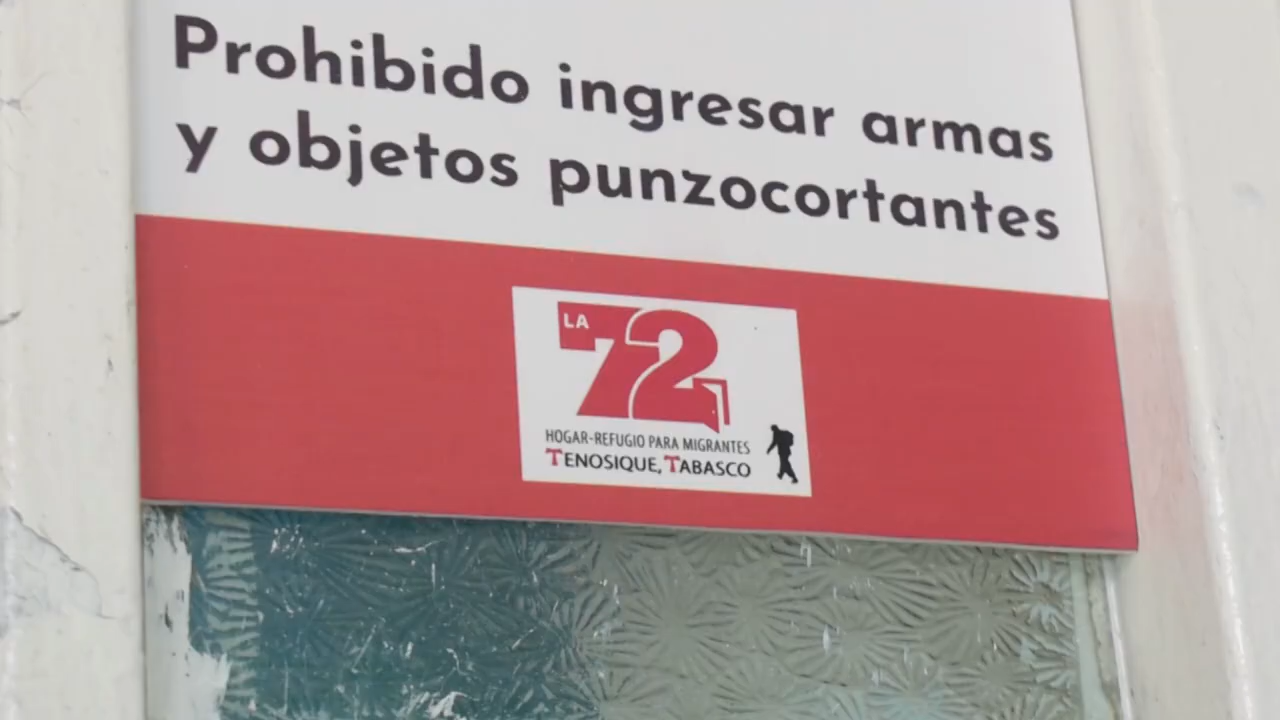 Prohibido ingresar armas
y objetos punzocortantes
LA
72
HOGAR-REFUGIO PARA MIGRANTES
TENOSIQUE, TABASCO